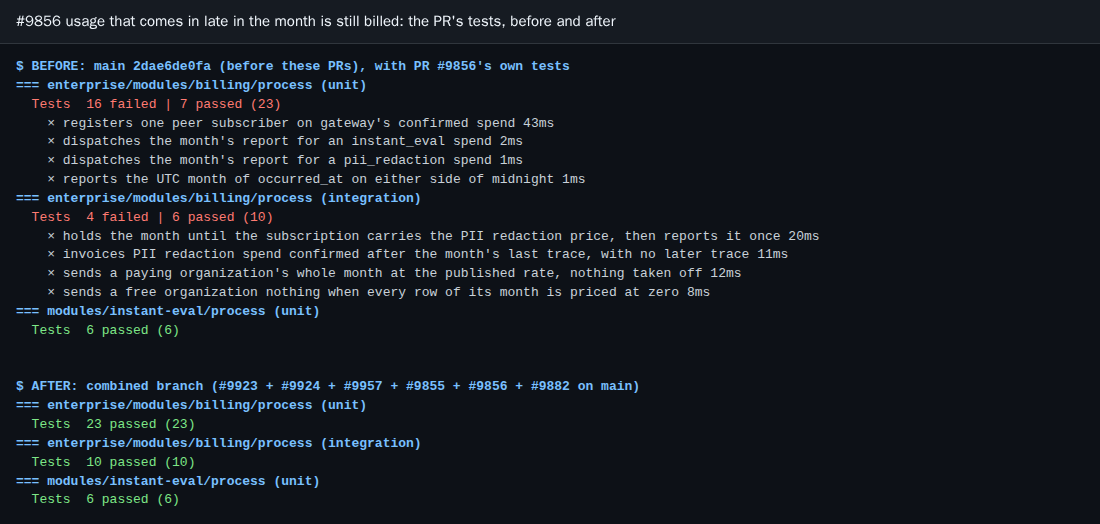 #9856 usage that comes in late in the month is still billed: the PR's tests, before and after
$ BEFORE: main 2dae6de0fa (before these PRs), with PR #9856's own tests
=== enterprise/modules/billing/process (unit)
Tests 16 failed | 7 passed (23)
× registers one peer subscriber on gateway's confirmed spend 43ms
× dispatches the month's report for an instant_eval spend 2ms
× dispatches the month's report for a pii_redaction spend 1ms
× reports the UTC month of occurred_at on either side of midnight 1ms
=== enterprise/modules/billing/process (integration)
Tests 4 failed | 6 passed (10)
× holds the month until the subscription carries the PII redaction price, then reports it once 20ms
× invoices PII redaction spend confirmed after the month's last trace, with no later trace 11ms
× sends a paying organization's whole month at the published rate, nothing taken off 12ms
× sends a free organization nothing when every row of its month is priced at zero 8ms
=== modules/instant-eval/process (unit)
Tests 6 passed (6)
$ AFTER: combined branch (#9923 + #9924 + #9957 + #9855 + #9856 + #9882 on main)
=== enterprise/modules/billing/process (unit)
Tests 23 passed (23)
=== enterprise/modules/billing/process (integration)
Tests 10 passed (10)
=== modules/instant-eval/process (unit)
Tests 6 passed (6)